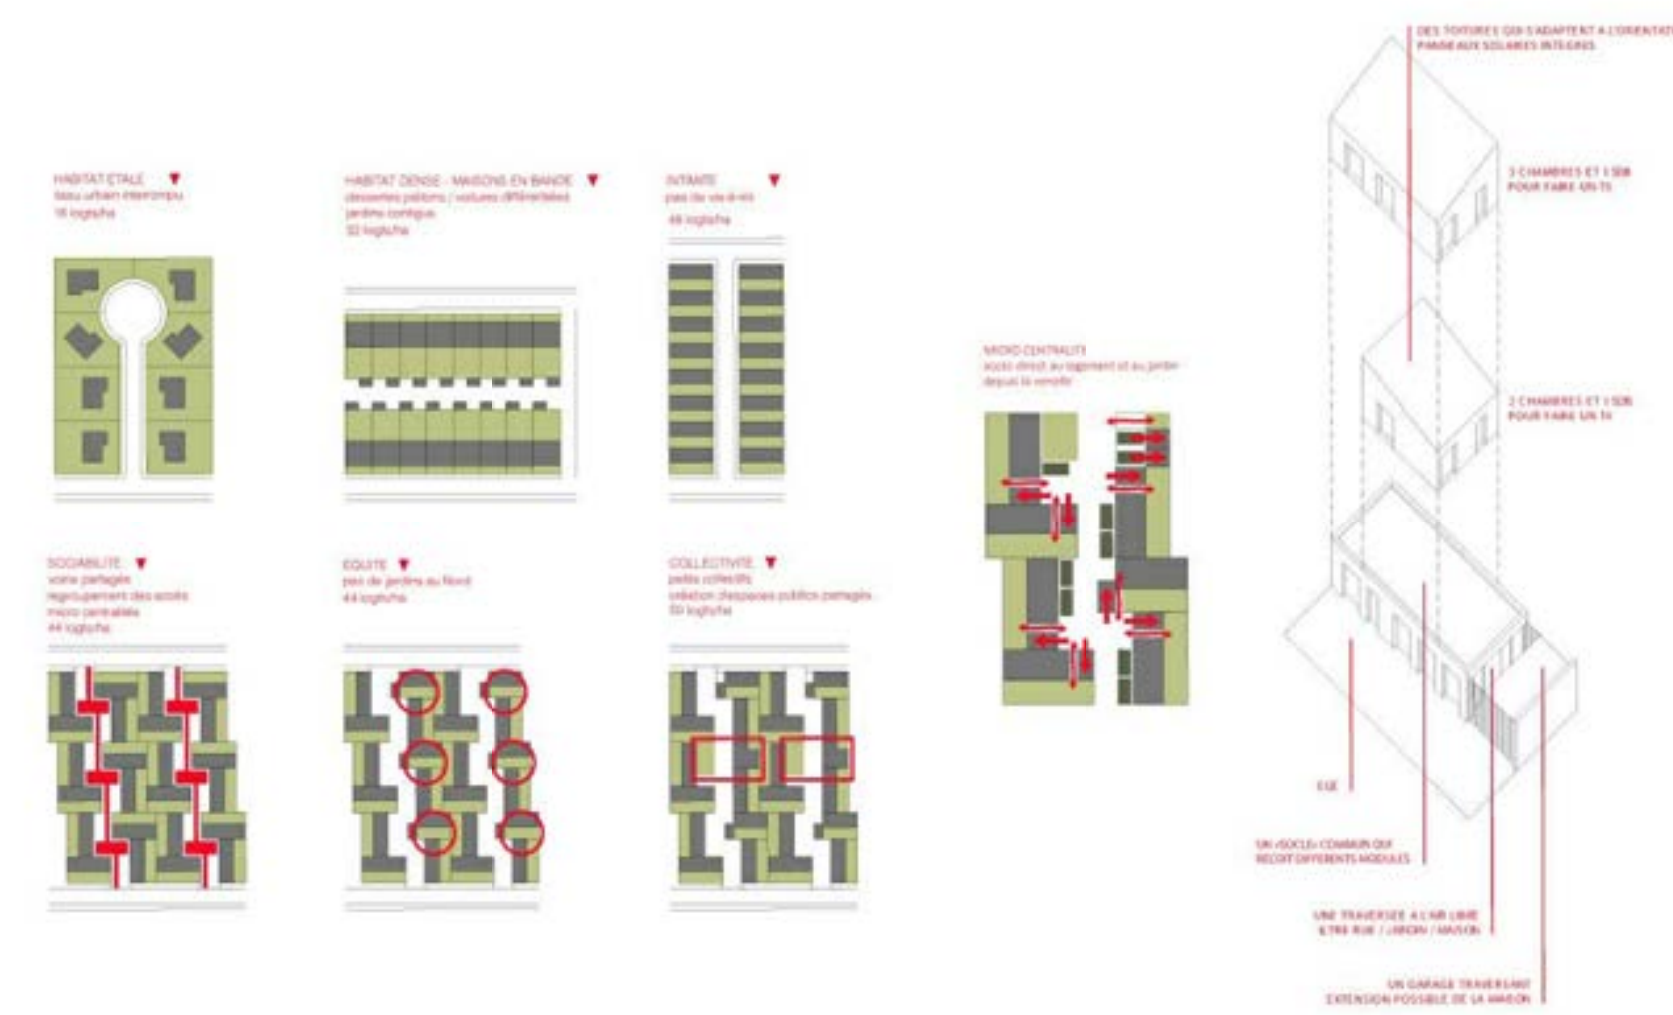 HABITAT ETALE
tissu urbain interrompu
18 logts/ha
HABITAT DENSE - MAISONS EN BANDE
dessertes piétons / voitures différenciées
jardins contigus
32 logts/ha
INTIMITE
pas de vis-à-vis
48 logts/ha
SOCIABILITE
voirie partagée
regroupement des accès
micro centralités
44 logts/ha
EQUITE
pas de jardins au Nord
44 logts/ha
COLLECTIVITE
petits collectifs
création d'espaces publics partagés
logts/ha
MICRO CENTRALITE
accès direct au logement et au jardin
depuis la venelle
DES TOITURES QUI S'ADAPTENT A L'ORIENTAT
PANNEAUX SOLAIRES INTEGRES
3 CHAMBRES ET 1 SDB
POUR FAIRE UN T5
2 CHAMBRES ET 1 SDB
POUR FAIRE UN T4
UN «SOCLE» COMMUN QUI
RECOIT DIFFERENTS MODULES
UNE TRAVERSEE A L'AIR LIBRE
RUE / JARDIN / MAISON
UN GARAGE TRAVERSANT
EXTENSION POSSIBLE DE LA MAISON